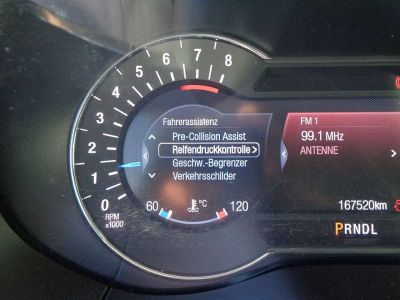 8
7
6
5
4
3
2
1
0
RPM
x1000
Fahrerassistenz
Pre-Collision Assist
Reifendruckkontrolle
Geschw.-Begrenzer
Verkehrsschilder
60 °C 120
FM 1
99.1 MHz
ANTENNE
167520km
PRNDL